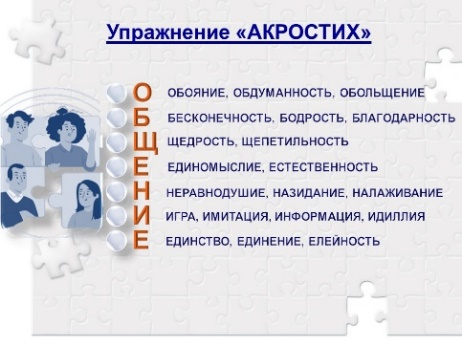 Упражнение «АКРОСТИХ»
О ОБОЯНИЕ, ОБДУМАННОСТЬ, ОБОЛЬЩЕНИЕ
Б БЕСКОНЕЧНОСТЬ, БОДРОСТЬ, БЛАГОДАРНОСТЬ
Щ ЩЕДРОСТЬ, ЩЕПЕТИЛЬНОСТЬ
Е ЕДИНОМЫСЛИЕ, ЕСТЕСТВЕННОСТЬ
Н НЕРАВНОДУШИЕ, НАЗИДАНИЕ, НАЛАЖИВАНИЕ
И ИГРА, ИМИТАЦИЯ, ИНФОРМАЦИЯ, ИДИЛЛИЯ
Е ЕДИНСТВО, ЕДИНЕНИЕ, ЕЛЕЙНОСТЬ